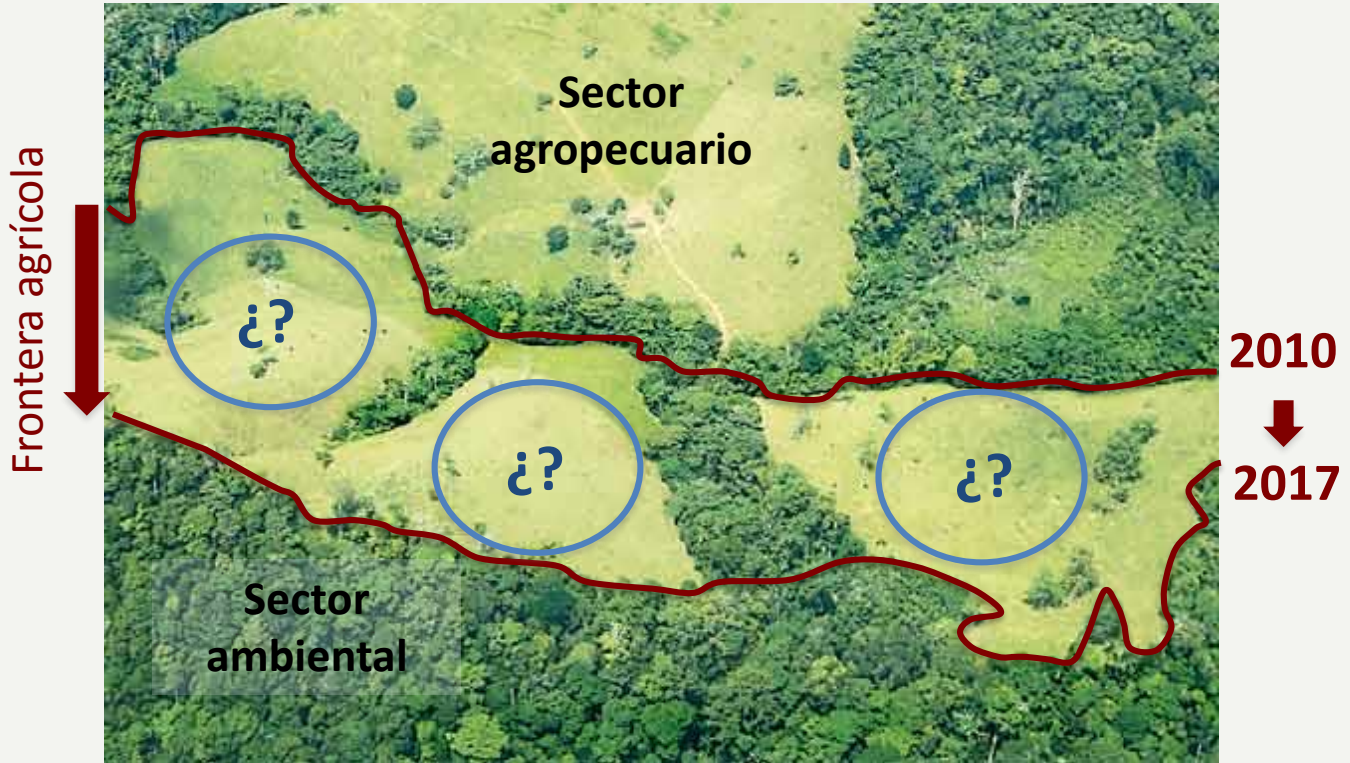 Sector
agropecuario
Frontera agrícola
¿?
¿?
¿?
2010
2017
Sector
ambiental